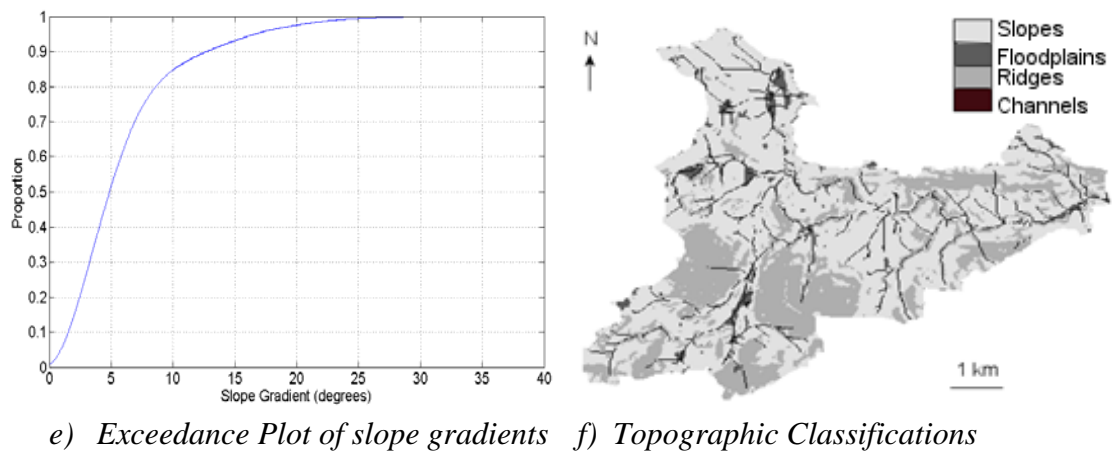 1
0.9
0.8
0.7
0.6
0.5
0.4
0.3
0.2
0.1
0
Proportion
0 5 10 15 20 25 30 35 40
Slope Gradient (degrees)
N
Slopes
Floodplains
Ridges
Channels
1 km
e) Exceedance Plot of slope gradients f) Topographic Classifications